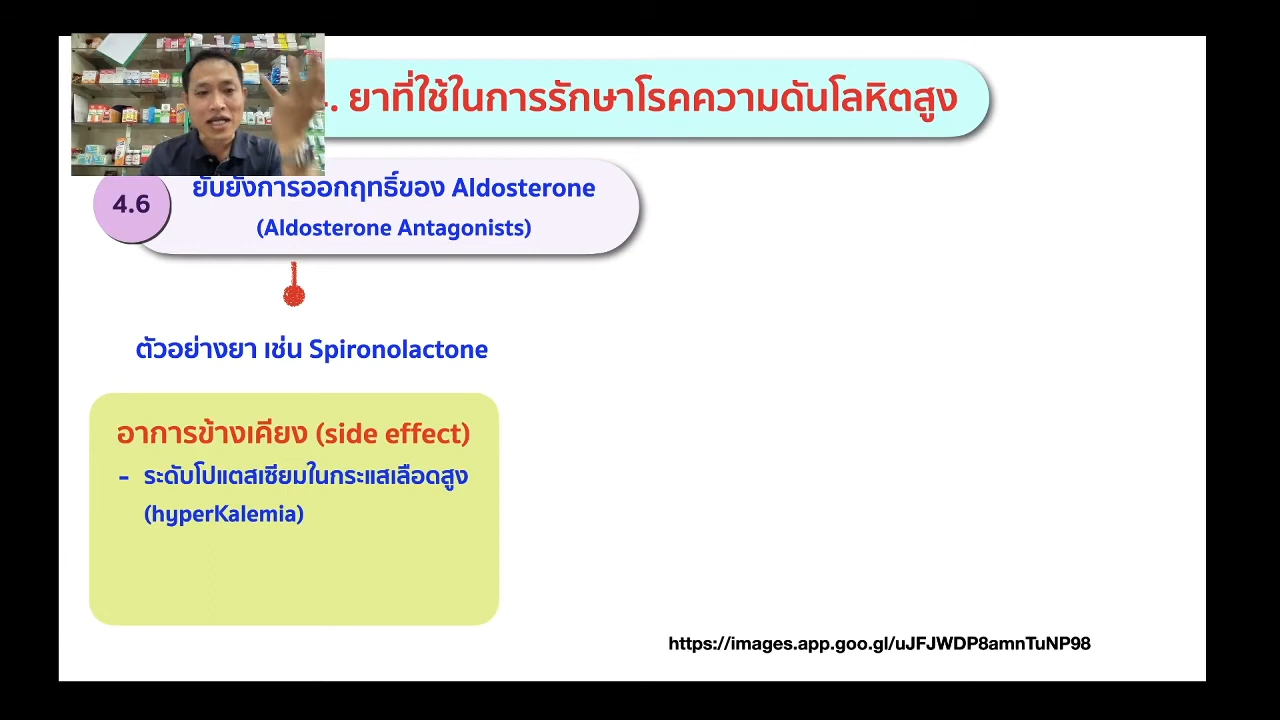 . ยาที่ใช้ในการรักษาโรคความดันโลหิตสูง
4.6
ยับยั้งการออกฤทธิ์ของ Aldosterone
(Aldosterone Antagonists)
ตัวอย่างยา เช่น Spironolactone
อาการข้างเคียง (side effect)
- ระดับโปแตสเซียมในกระแสเลือดสูง
(hyperKalemia)
https://images.app.goo.gl/uJFJWDP8amnTuNP98